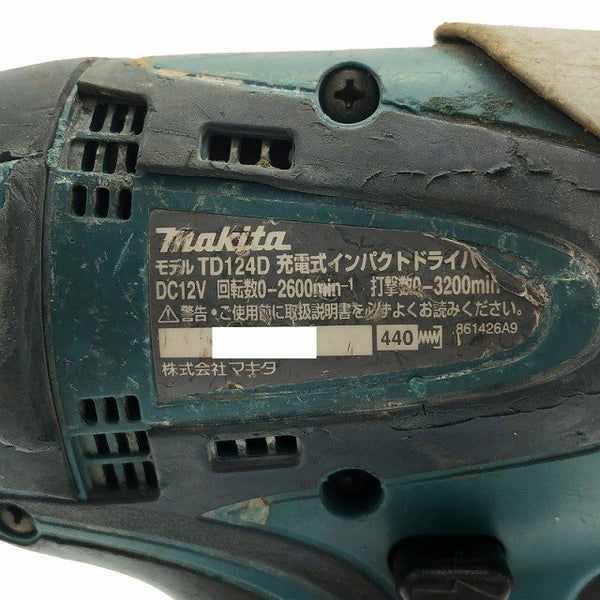 makita
モデル TD124D 充電式インパクトドライバ
DC12V 回転数0-2600min-1 打撃数0-3200min-
⚠警告・ご使用前に取扱説明書を必ずよくお読みください。
440 861426A9
株式会社マキタ